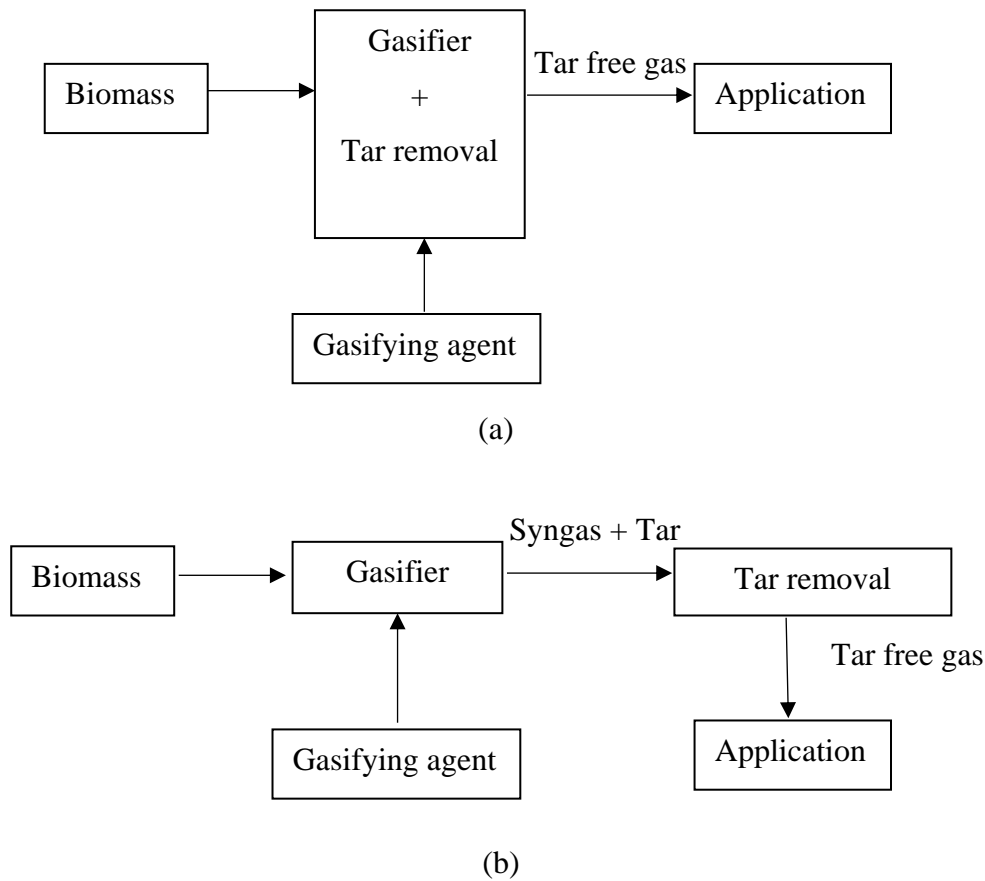 Gasifier
+
Tar removal
Biomass
Tar free gas
Application
Gasifying agent
(a)
Syngas + Tar
Biomass
Gasifier
Tar removal
Tar free gas
Gasifying agent
Application
(b)